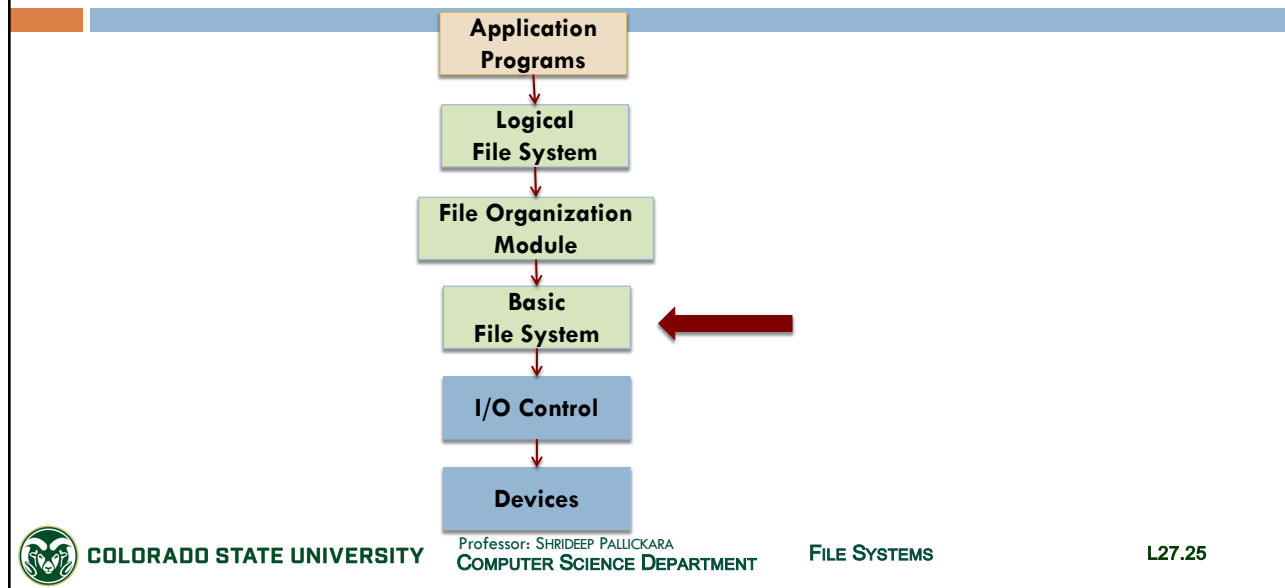 Application
Programs
Logical
File System
File Organization
Module
Basic
File System
I/O Control
Devices
COLORADO STATE UNIVERSITY
Professor: SHRIDEEP PALLICKARA
COMPUTER SCIENCE DEPARTMENT
FILE SYSTEMS
L27.25